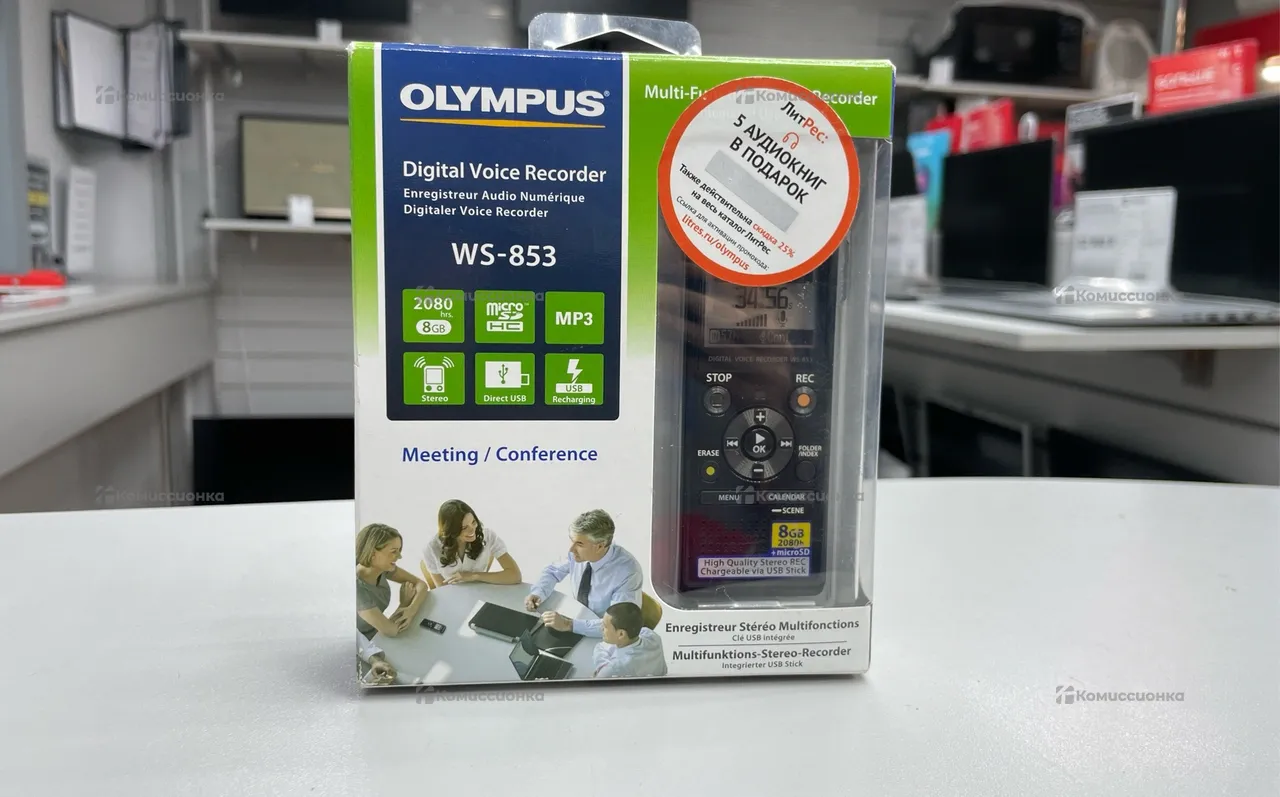 OLYMPUS®
Digital Voice Recorder
Enregistreur Audio Numérique
Digitaler Voice Recorder
WS-853
2080
hrs.
8GB
micro
SD
HC
MP3
Stereo
Direct USB
USB
Recharging
Meeting / Conference
Recorder
ЛитРес:
5 АУДИОКНИГ
В ПОДАРОК
Также действительна скидка 25%
на весь каталог ЛитРес
Ссылка для активации промокода:
litres.ru/olympus
34.56
DIGITAL VOICE RECORDER WS-853
STOP
REC
OK
ERASE
FOLDER
/INDEX
MENU
CALENDAR
SCENE
8GB
2080h
+microSD
High Quality Stereo REC
Chargeable via USB Stick
Enregistreur Stéréo Multifonctions
Clé USB Intégrée
Multifunktions-Stereo-Recorder
Integrierter USB Stick
Комиссионка
Комиссионка
Комиссионка
Комиссионка
Комиссионка
Комиссионка